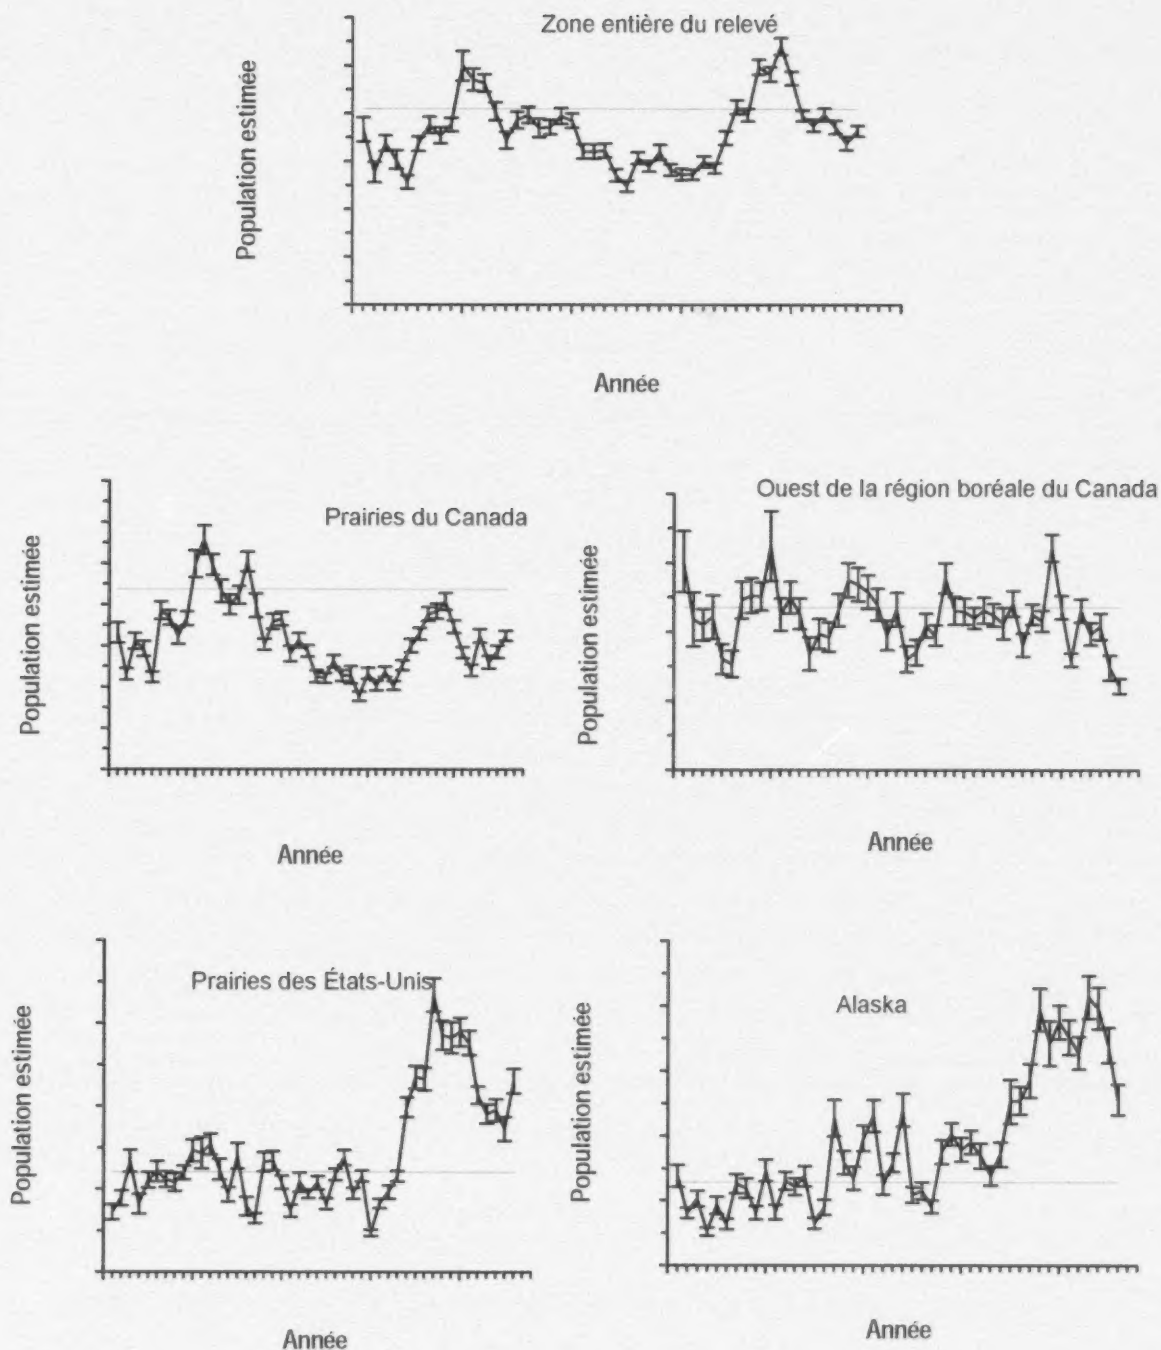 Zone entière du relevé
Population estimée
Année
Prairies du Canada
Population estimée
Année
Ouest de la région boréale du Canada
Population estimée
Année
Prairies des États-Unis
Population estimée
Année
Alaska
Population estimée
Année